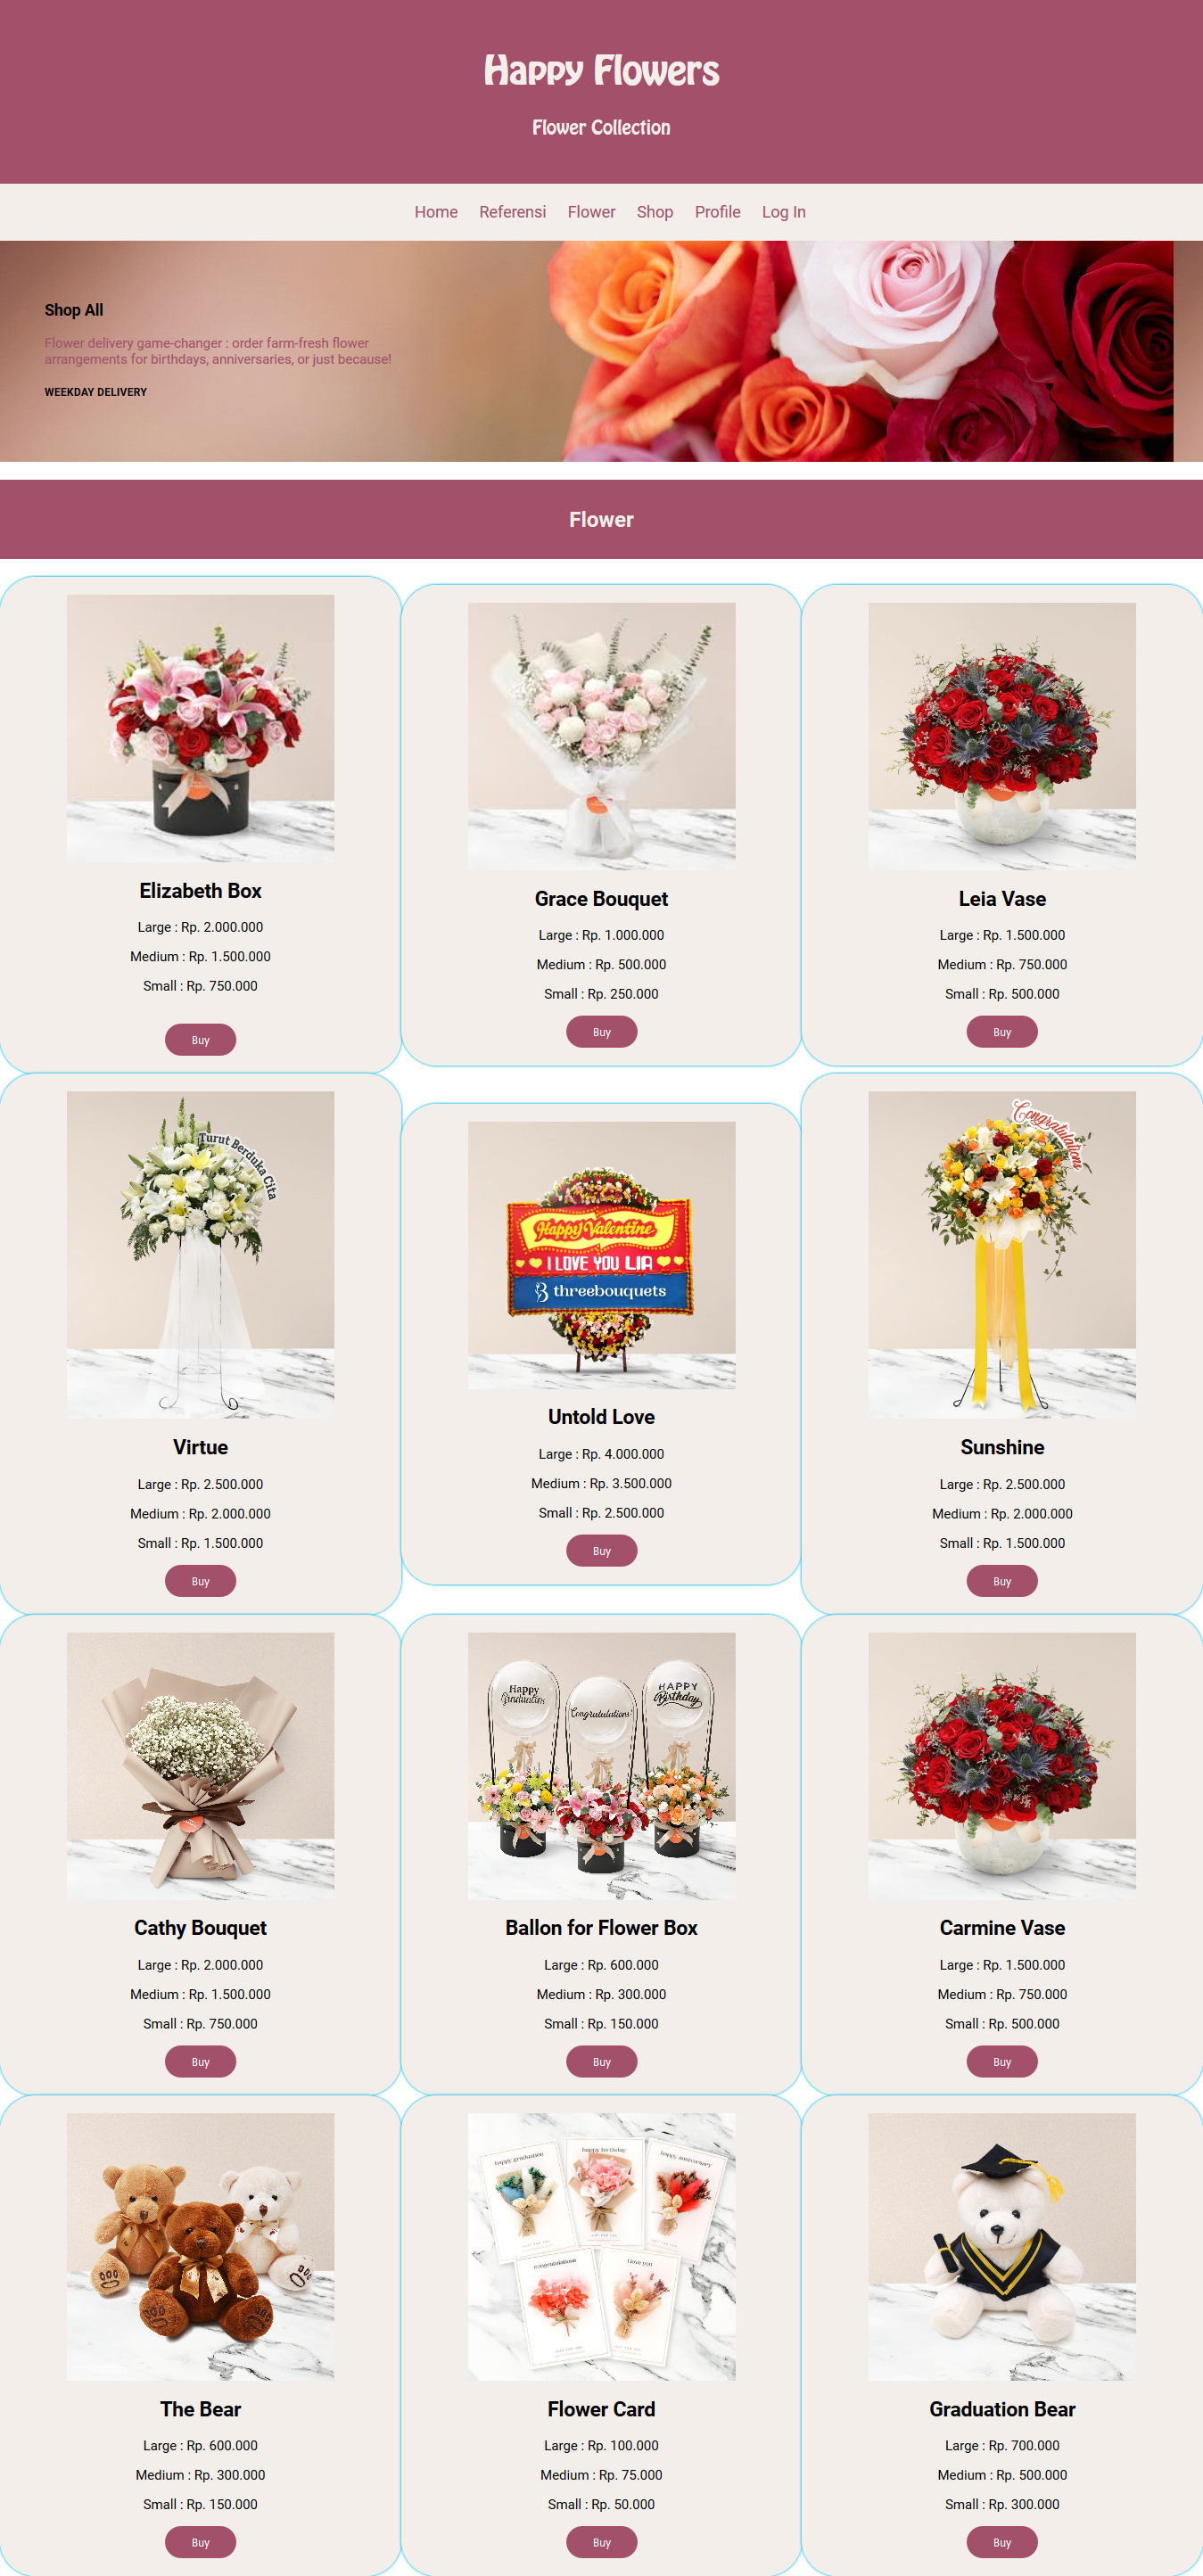 Happy Flowers
Flower Collection
Home Referensi Flower Shop Profile Log In
Shop All
Flower delivery game-changer : order farm-fresh flower
arrangements for birthdays, anniversaries, or just because!
WEEKDAY DELIVERY
Flower
Elizabeth Box
Large : Rp. 2.000.000
Medium : Rp. 1.500.000
Small : Rp. 750.000
Buy
Grace Bouquet
Large : Rp. 1.000.000
Medium : Rp. 500.000
Small : Rp. 250.000
Buy
Leia Vase
Large : Rp. 1.500.000
Medium : Rp. 750.000
Small : Rp. 500.000
Buy
Turut Berduka Cita
Virtue
Large : Rp. 2.500.000
Medium : Rp. 2.000.000
Small : Rp. 1.500.000
Buy
Happy Valentine
I LOVE YOU LIA
threebouquets
Untold Love
Large : Rp. 4.000.000
Medium : Rp. 3.500.000
Small : Rp. 2.500.000
Buy
Congratulations
Sunshine
Large : Rp. 2.500.000
Medium : Rp. 2.000.000
Small : Rp. 1.500.000
Buy
Cathy Bouquet
Large : Rp. 2.000.000
Medium : Rp. 1.500.000
Small : Rp. 750.000
Buy
Happy
Graduation
Congratulations!
HAPPY
Birthday
Ballon for Flower Box
Large : Rp. 600.000
Medium : Rp. 300.000
Small : Rp. 150.000
Buy
Carmine Vase
Large : Rp. 1.500.000
Medium : Rp. 750.000
Small : Rp. 500.000
Buy
The Bear
Large : Rp. 600.000
Medium : Rp. 300.000
Small : Rp. 150.000
Buy
happy graduation
happy birthday
happy anniversary
congratulations
i love you
Flower Card
Large : Rp. 100.000
Medium : Rp. 75.000
Small : Rp. 50.000
Buy
Graduation Bear
Large : Rp. 700.000
Medium : Rp. 500.000
Small : Rp. 300.000
Buy